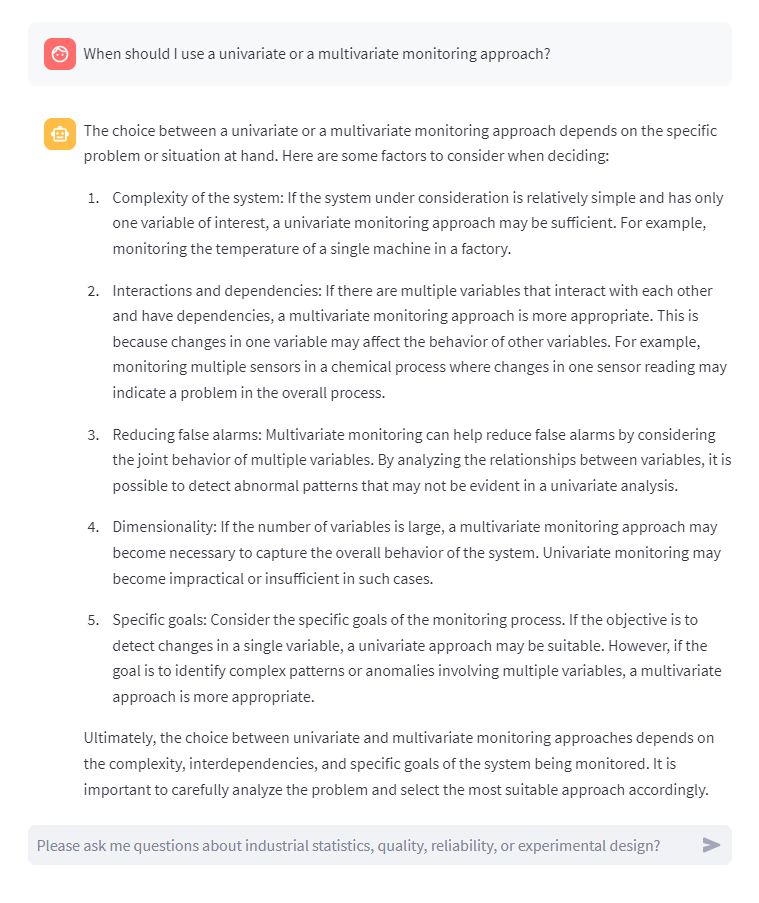 When should I use a univariate or a multivariate monitoring approach?
The choice between a univariate or a multivariate monitoring approach depends on the specific
problem or situation at hand. Here are some factors to consider when deciding:
1. Complexity of the system: If the system under consideration is relatively simple and has only
one variable of interest, a univariate monitoring approach may be sufficient. For example,
monitoring the temperature of a single machine in a factory.
2. Interactions and dependencies: If there are multiple variables that interact with each other
and have dependencies, a multivariate monitoring approach is more appropriate. This is
because changes in one variable may affect the behavior of other variables. For example,
monitoring multiple sensors in a chemical process where changes in one sensor reading may
indicate a problem in the overall process.
3. Reducing false alarms: Multivariate monitoring can help reduce false alarms by considering
the joint behavior of multiple variables. By analyzing the relationships between variables, it is
possible to detect abnormal patterns that may not be evident in a univariate analysis.
4. Dimensionality: If the number of variables is large, a multivariate monitoring approach may
become necessary to capture the overall behavior of the system. Univariate monitoring may
become impractical or insufficient in such cases.
5. Specific goals: Consider the specific goals of the monitoring process. If the objective is to
detect changes in a single variable, a univariate approach may be suitable. However, if the
goal is to identify complex patterns or anomalies involving multiple variables, a multivariate
approach is more appropriate.
Ultimately, the choice between univariate and multivariate monitoring approaches depends on
the complexity, interdependencies, and specific goals of the system being monitored. It is
important to carefully analyze the problem and select the most suitable approach accordingly.
Please ask me questions about industrial statistics, quality, reliability, or experimental design?